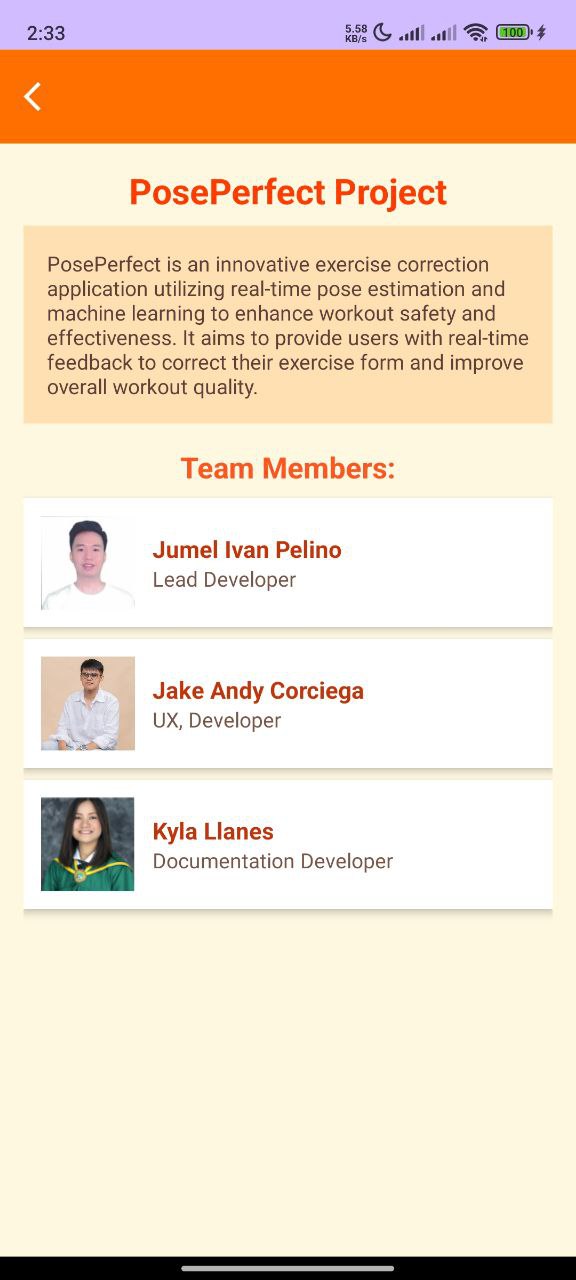 2:33
5.58
KB/s
100
PosePerfect Project
PosePerfect is an innovative exercise correction
application utilizing real-time pose estimation and
machine learning to enhance workout safety and
effectiveness. It aims to provide users with real-time
feedback to correct their exercise form and improve
overall workout quality.
Team Members:
Jumel Ivan Pelino
Lead Developer
Jake Andy Corciega
UX, Developer
Kyla Llanes
Documentation Developer